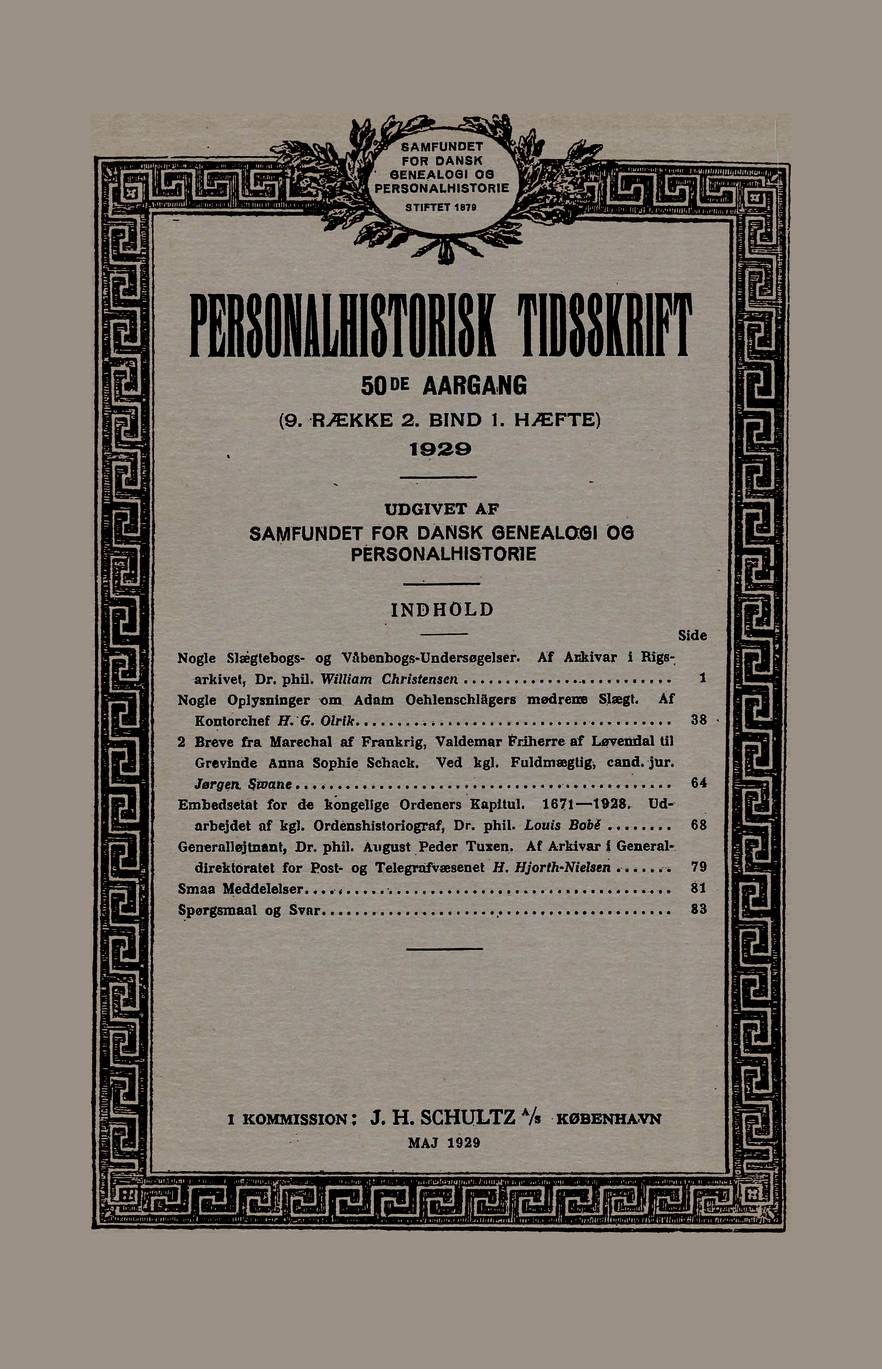 SAMFUNDET
FOR DANSK
GENEALOGI OG
PERSONALHISTORIE
STIFTET 1879
PERSONALHISTORISK TIDSSKRIFT
50DE AARGANG
(9. RÆKKE 2. BIND 1. HÆFTE)
1929
UDGIVET AF
SAMFUNDET FOR DANSK GENEALOGI OG
PERSONALHISTORIE
INDHOLD
Side
Nogle Slægtebogs- og Våbenbogs-Undersøgelser. Af Arkivar i Rigs-
arkivet, Dr. phil. William Christensen ........................ 1
Nogle Oplysninger om Adam Oehlenschlägers mødrene Slægt. Af
Kontorchef H. G. Olrik..................................... 38
2 Breve fra Marechal af Frankrig, Valdemar Friherre af Løvendal til
Grevinde Anna Sophie Schack. Ved kgl. Fuldmægtig, cand. jur.
Jørgen Swane............................................ 64
Embedsetat for de kongelige Ordeners Kapitul. 1671—1928. Ud-
arbejdet af kgl. Ordenshistoriograf, Dr. phil. Louis Bobé ........ 68
Generalløjtnant, Dr. phil. August Peder Tuxen. Af Arkivar i General-
direktoratet for Post- og Telegrafvæsenet H. Hjorth-Nielsen ....... 79
Smaa Meddelelser........................................... 81
Spørgsmaal og Svar......................................... 83
I KOMMISSION: J. H. SCHULTZ A/S KØBENHAVN
MAJ 1929